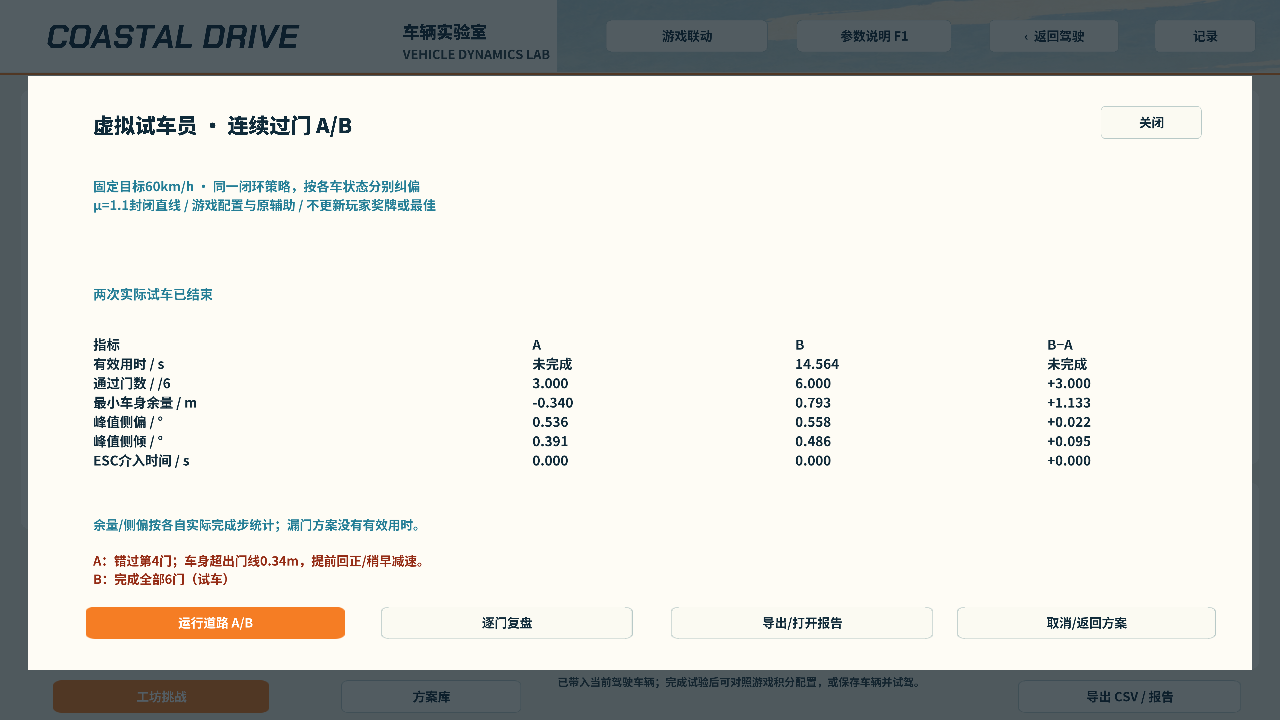 COASTAL DRIVE
车辆实验室
VEHICLE DYNAMICS LAB
游戏联动
参数说明 F1
‹ 返回驾驶
记录
虚拟试车员 · 连续过门 A/B
关闭
固定目标60km/h · 同一闭环策略，按各车状态分别纠偏
μ=1.1封闭直线 / 游戏配置与原辅助 / 不更新玩家奖牌或最佳
两次实际试车已结束
指标 A B B−A
有效用时 / s 未完成 14.564 未完成
通过门数 / /6 3.000 6.000 +3.000
最小车身余量 / m -0.340 0.793 +1.133
峰值侧偏 / ° 0.536 0.558 +0.022
峰值侧倾 / ° 0.391 0.486 +0.095
ESC介入时间 / s 0.000 0.000 +0.000
余量/侧偏按各自实际完成步统计；漏门方案没有有效用时。
A：错过第4门；车身超出门线0.34m，提前回正/稍早减速。
B：完成全部6门（试车）
运行道路 A/B
逐门复盘
导出/打开报告
取消/返回方案
工坊挑战
方案库
已带入当前驾驶车辆；完成试验后可对照游戏积分配置，或保存车辆并试驾。
导出 CSV / 报告